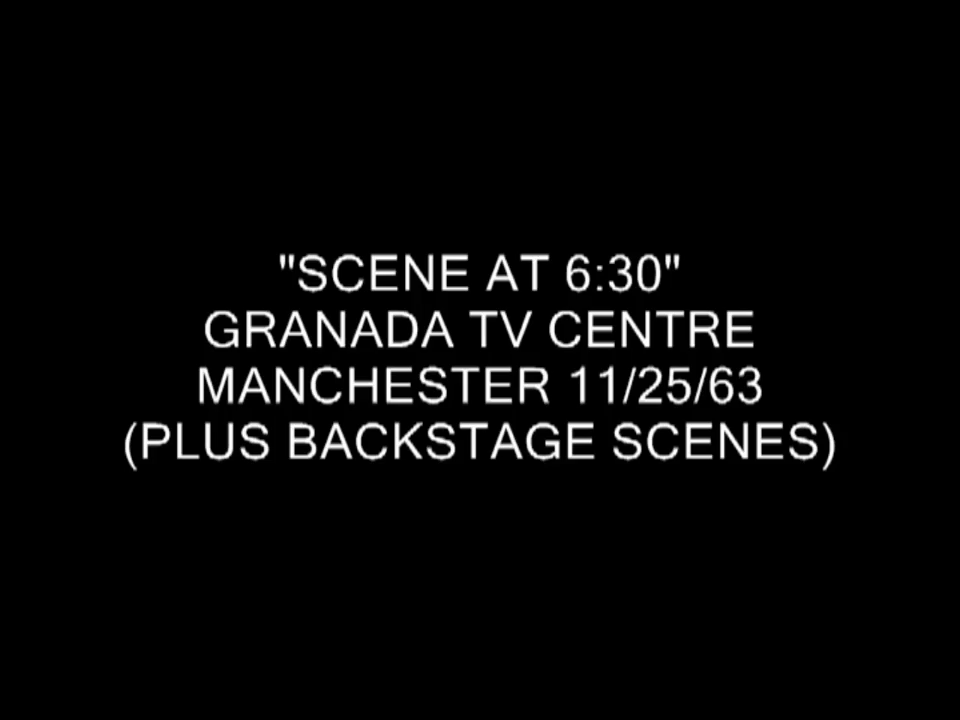 "SCENE AT 6:30"
GRANADA TV CENTRE
MANCHESTER 11/25/63
(PLUS BACKSTAGE SCENES)